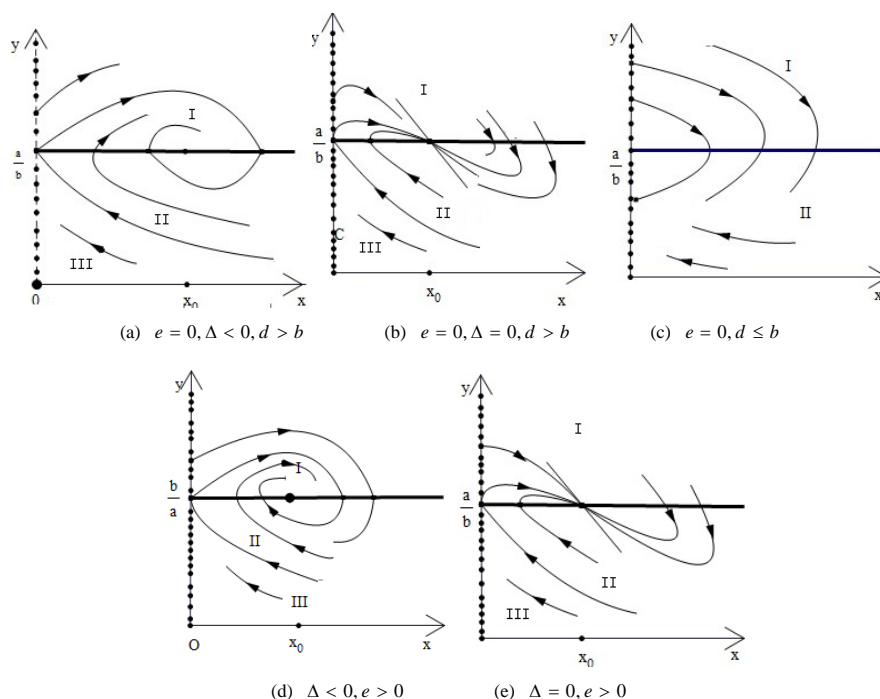 y
I
a
b
II
III
0
x₀
x
(a) e = 0, Δ < 0, d > b
y
I
a
b
II
C
III
x₀
x
(b) e = 0, Δ = 0, d > b
y
I
a
b
II
x
(c) e = 0, d ≤ b
y
I
b
a
II
III
O
x₀
x
(d) Δ < 0, e > 0
y
I
a
b
II
III
x₀
x
(e) Δ = 0, e > 0